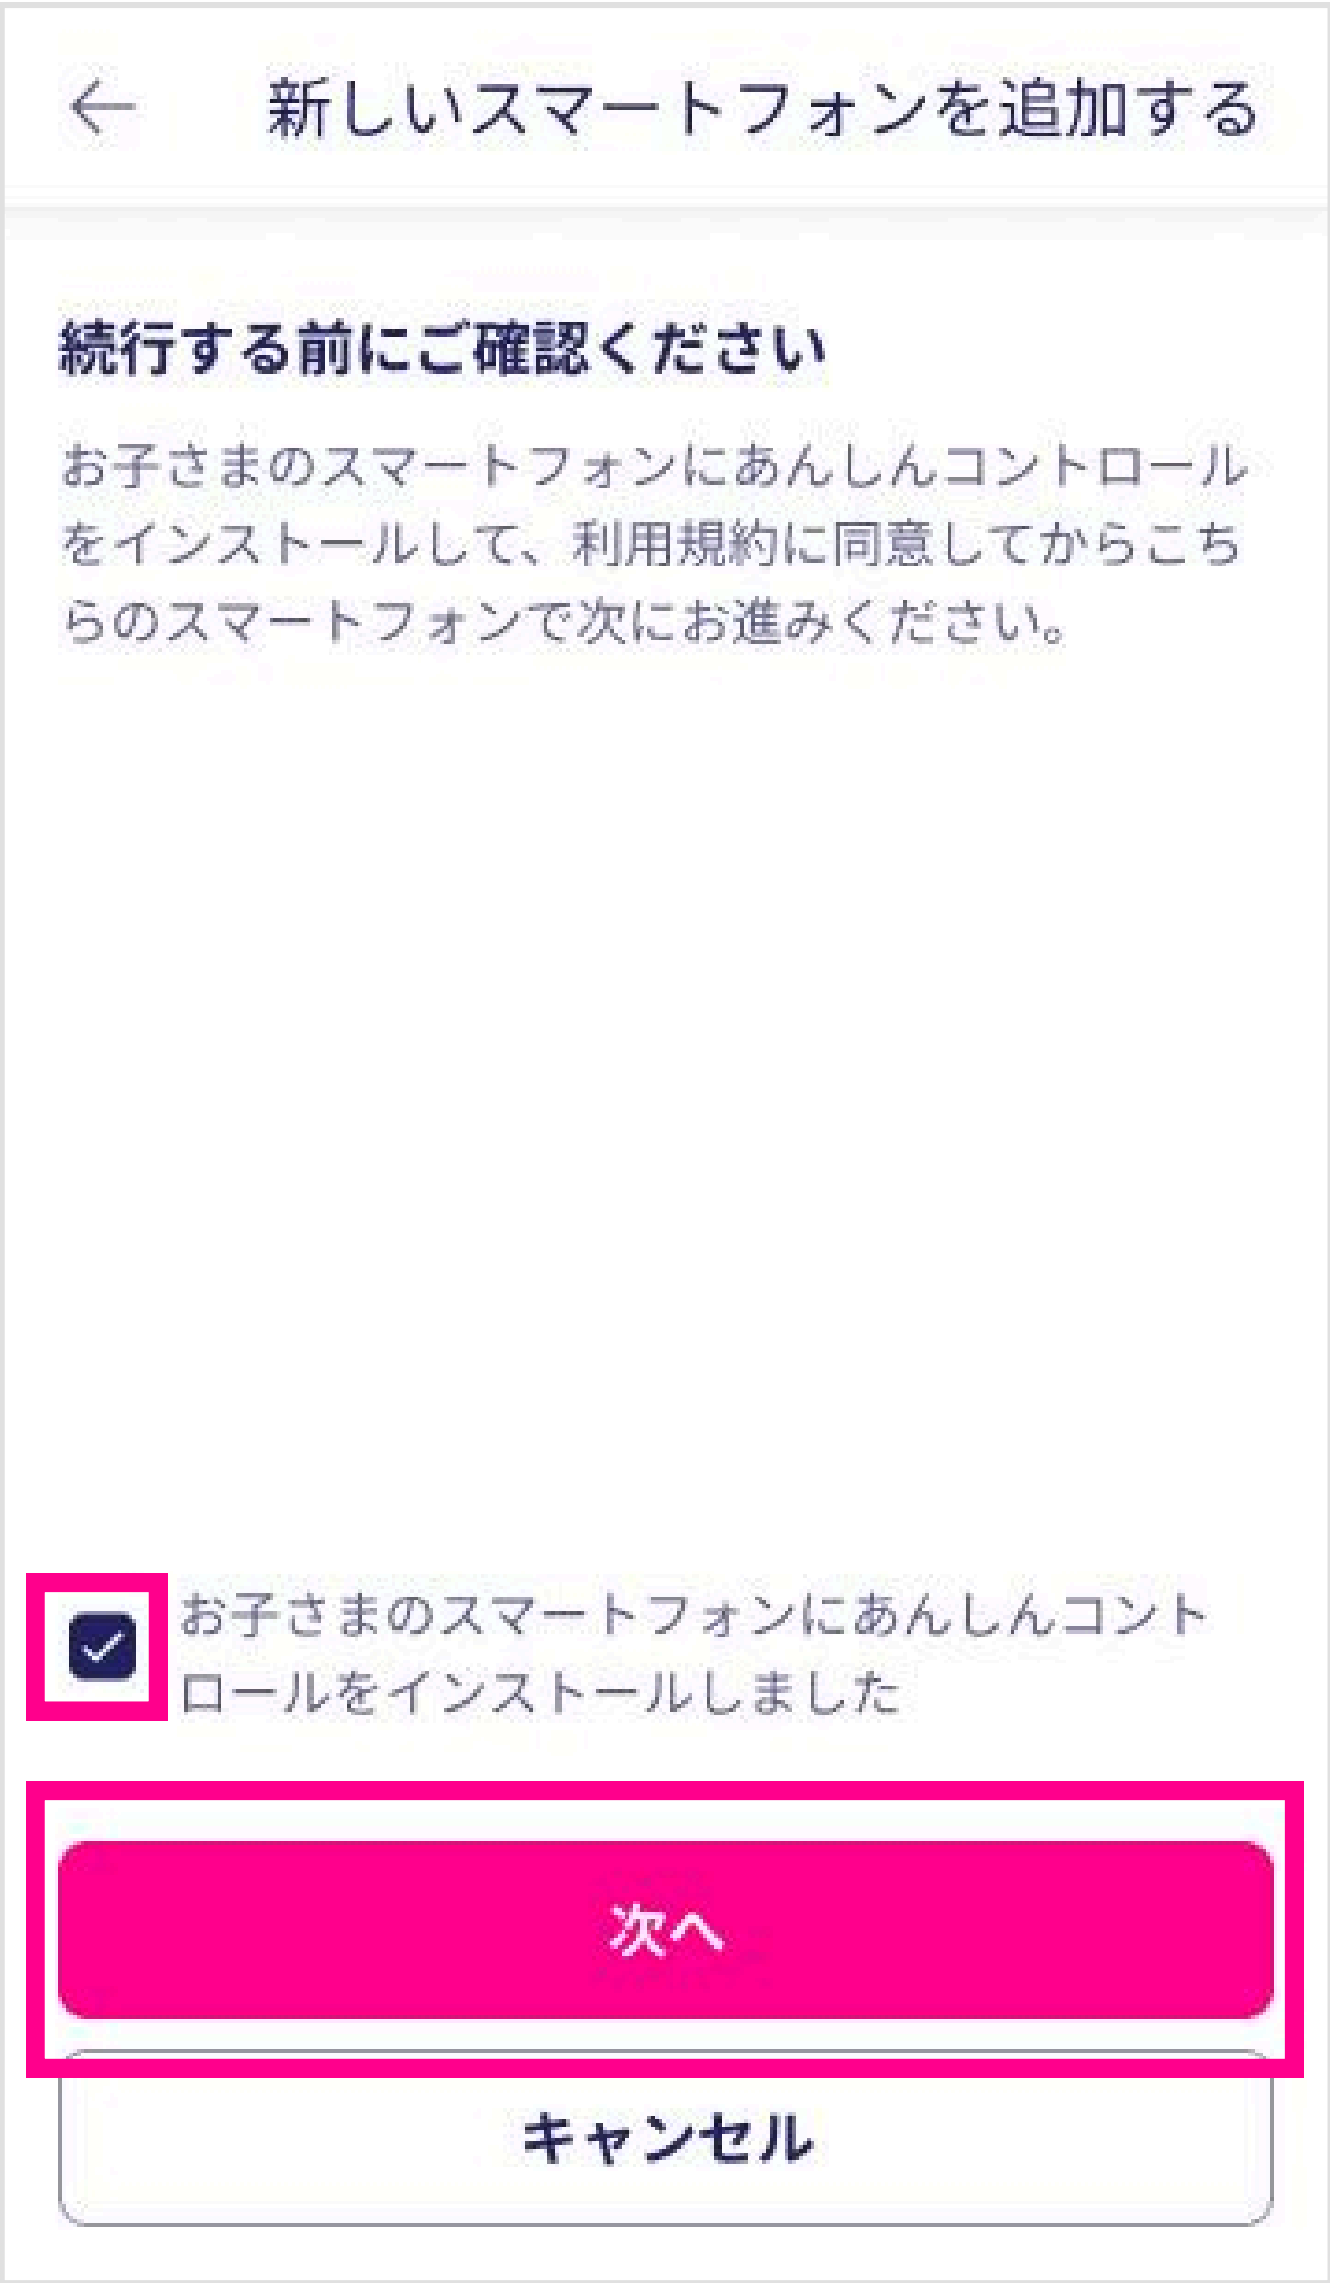 新しいスマートフォンを追加する
続行する前にご確認ください
お子さまのスマートフォンにあんしんコントロール
をインストールして、利用規約に同意してからこち
らのスマートフォンで次にお進みください。
お子さまのスマートフォンにあんしんコント
ロールをインストールしました
次へ
キャンセル